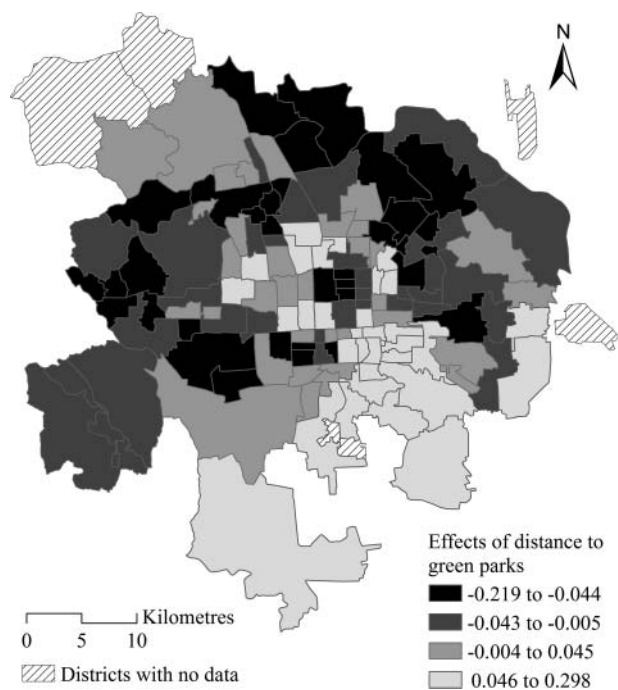 N
Effects of distance to
green parks
-0.219 to -0.044
-0.043 to -0.005
-0.004 to 0.045
0.046 to 0.298
Kilometres
0 5 10
Districts with no data